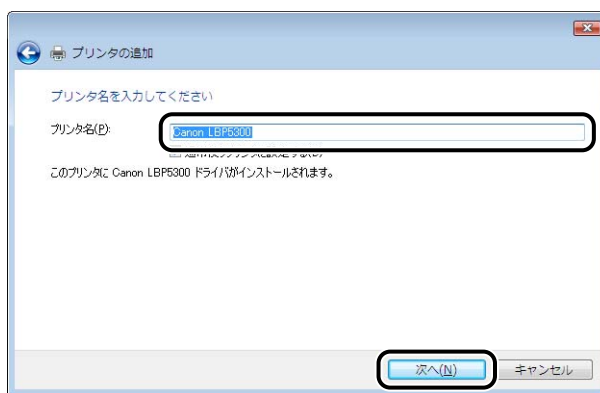 プリンタの追加
プリンタ名を入力してください
プリンタ名(P): Canon LBP5300
このプリンタに Canon LBP5300 ドライバがインストールされます。
次へ(N) キャンセル